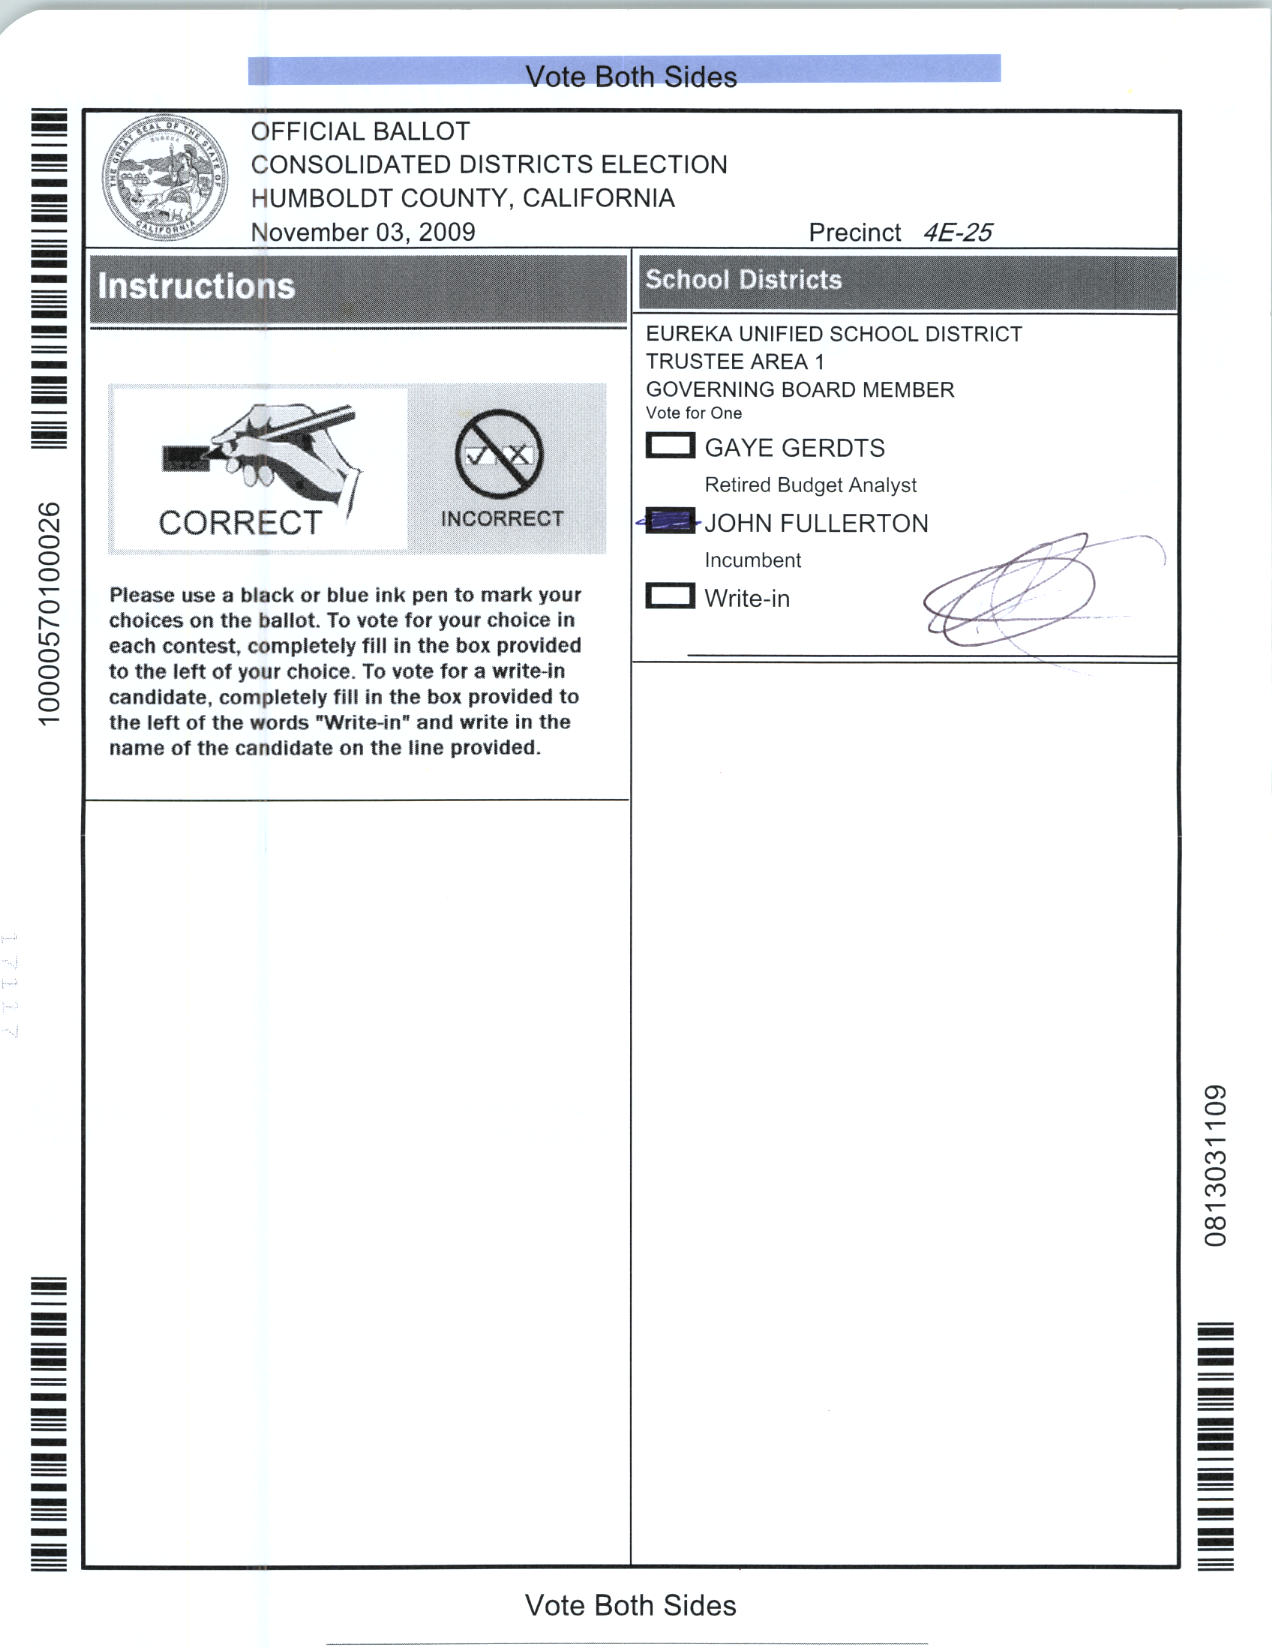 Vote Both Sides
OFFICIAL BALLOT
CONSOLIDATED DISTRICTS ELECTION
HUMBOLDT COUNTY, CALIFORNIA
November 03, 2009
Precinct 4E-25
THE GREAT SEAL OF THE STATE OF CALIFORNIA
EUREKA
Instructions
CORRECT
INCORRECT
Please use a black or blue ink pen to mark your
choices on the ballot. To vote for your choice in
each contest, completely fill in the box provided
to the left of your choice. To vote for a write-in
candidate, completely fill in the box provided to
the left of the words "Write-in" and write in the
name of the candidate on the line provided.
School Districts
EUREKA UNIFIED SCHOOL DISTRICT
TRUSTEE AREA 1
GOVERNING BOARD MEMBER
Vote for One
GAYE GERDTS
Retired Budget Analyst
JOHN FULLERTON
Incumbent
Write-in
10000570100026
0813031109
Vote Both Sides